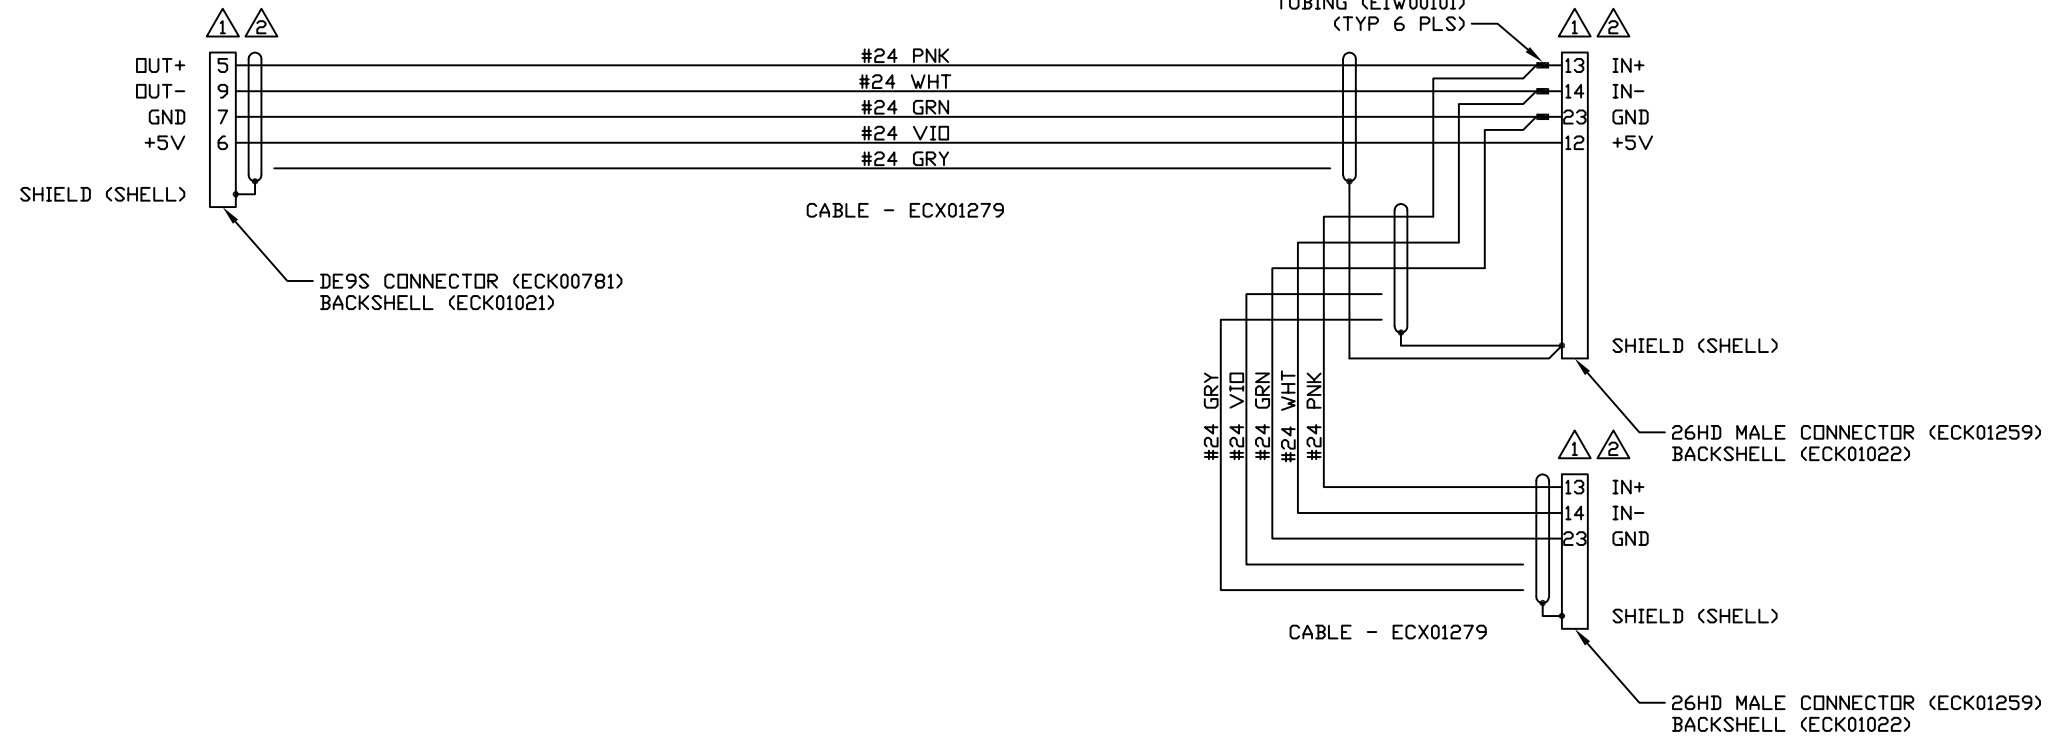 TUBING (EIW00101)
(TYP 6 PLS)
1 2
1 2
OUT+ 5 #24 PNK 13 IN+
OUT- 9 #24 WHT 14 IN-
GND 7 #24 GRN 23 GND
+5V 6 #24 VIO 12 +5V
#24 GRY
SHIELD (SHELL)
CABLE - ECX01279
DE9S CONNECTOR (ECK00781)
BACKSHELL (ECK01021)
SHIELD (SHELL)
#24 GRY
#24 VIO
#24 GRN
#24 WHT
#24 PNK
26HD MALE CONNECTOR (ECK01259)
BACKSHELL (ECK01022)
1 2
13 IN+
14 IN-
23 GND
SHIELD (SHELL)
CABLE - ECX01279
26HD MALE CONNECTOR (ECK01259)
BACKSHELL (ECK01022)